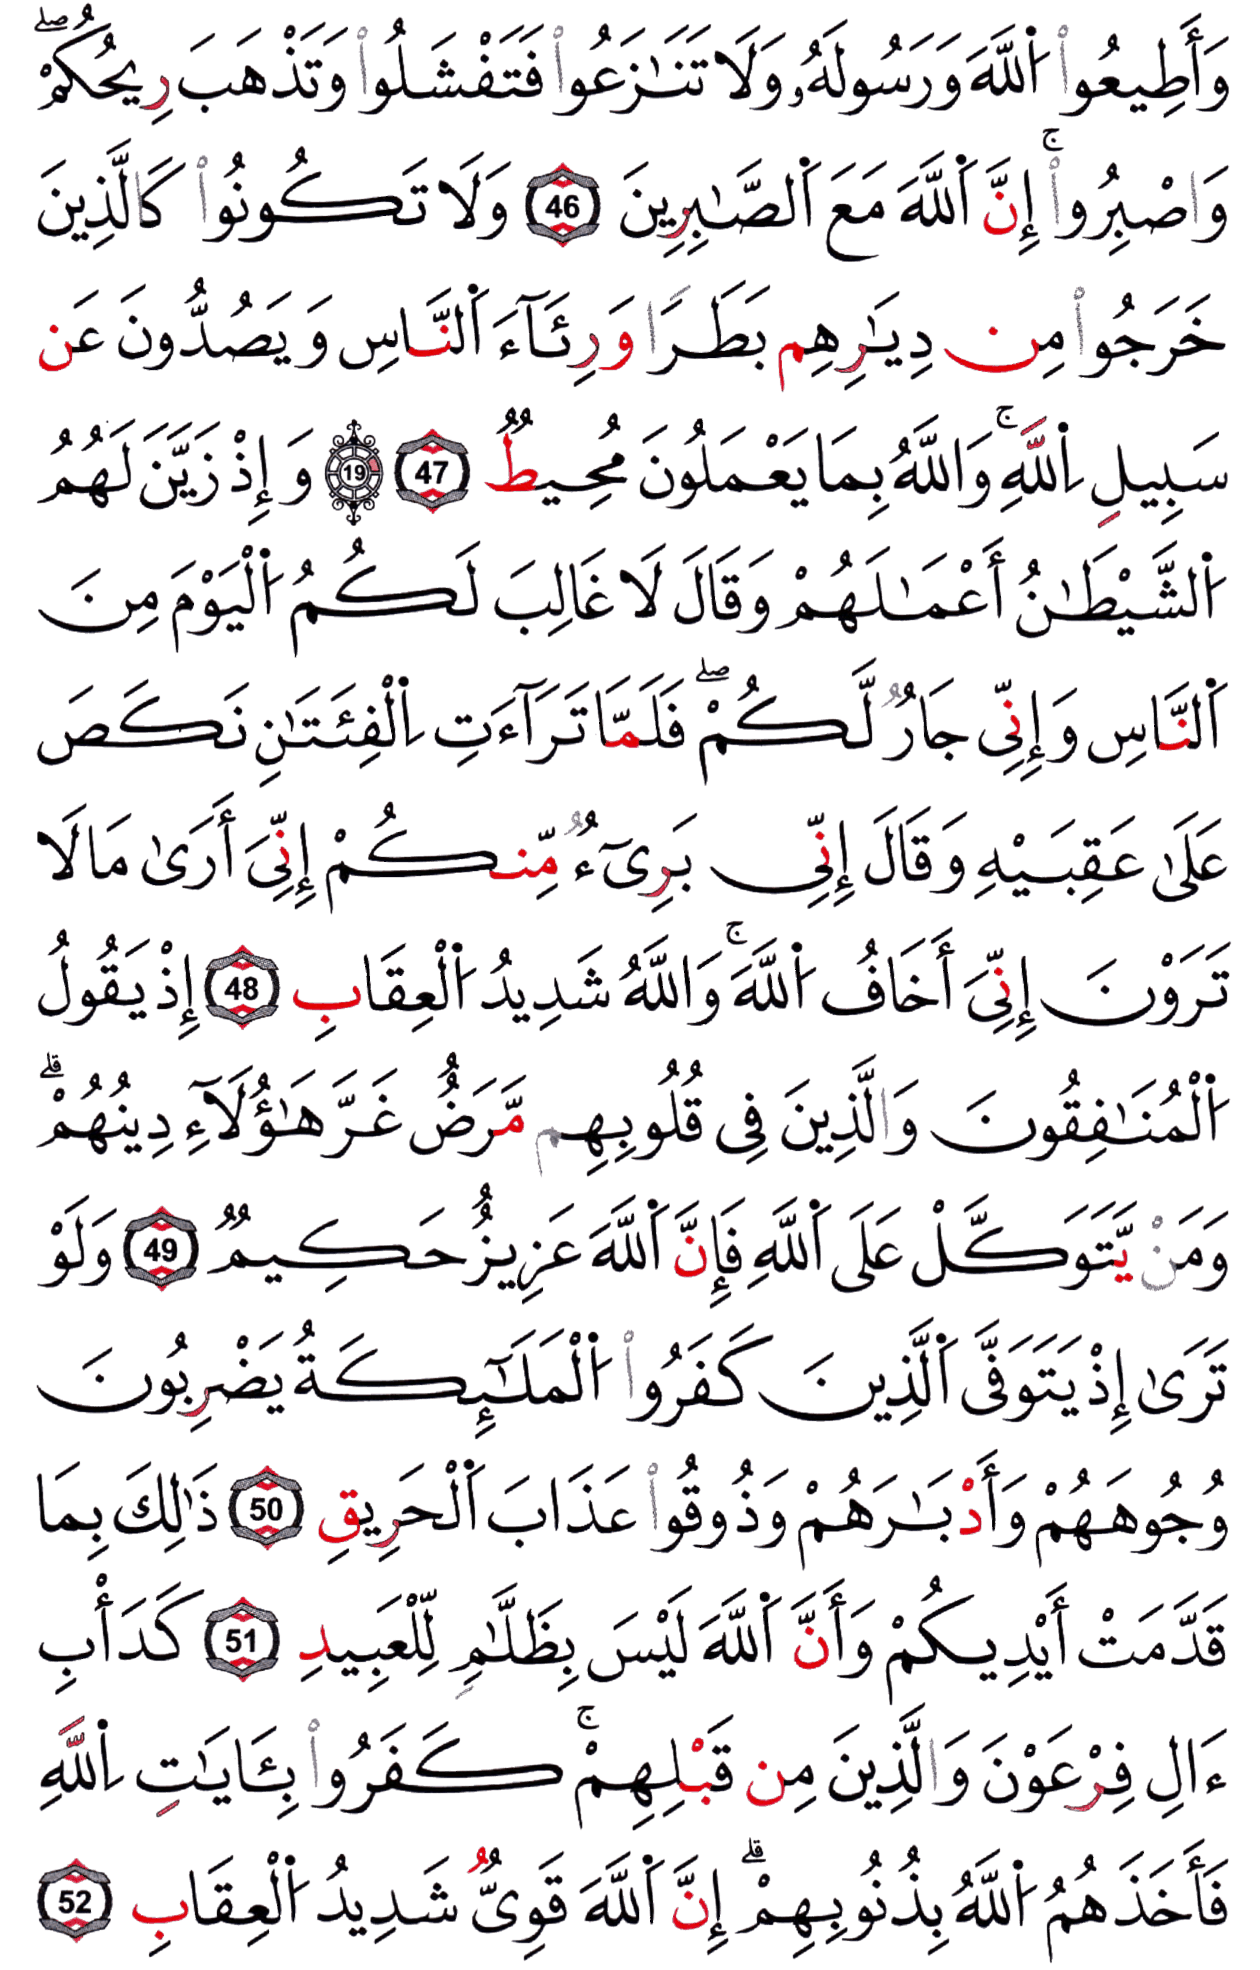 وَأَطِيعُواْ ٱللَّهَ وَرَسُولَهُۥ وَلَا تَنَٰزَعُواْ فَتَفْشَلُواْ وَتَذْهَبَ رِيحُكُمْۖ
وَٱصْبِرُوٓاْۚ إِنَّ ٱللَّهَ مَعَ ٱلصَّٰبِرِينَ 46 وَلَا تَكُونُواْ كَٱلَّذِينَ
خَرَجُواْ مِن دِيَٰرِهِم بَطَرًا وَرِئَآءَ ٱلنَّاسِ وَيَصُدُّونَ عَن
سَبِيلِ ٱللَّهِۚ وَٱللَّهُ بِمَا يَعْمَلُونَ مُحِيطٌ 47 19 وَإِذْ زَيَّنَ لَهُمُ
ٱلشَّيْطَٰنُ أَعْمَٰلَهُمْ وَقَالَ لَا غَالِبَ لَكُمُ ٱلْيَوْمَ مِنَ
ٱلنَّاسِ وَإِنِّى جَارٌ لَّكُمْۖ فَلَمَّا تَرَآءَتِ ٱلْفِئَتَٰنِ نَكَصَ
عَلَىٰ عَقِبَيْهِ وَقَالَ إِنِّى بَرِىٓءٌ مِّنكُمْ إِنِّىَ أَرَىٰ مَا لَا
تَرَوْنَ إِنِّىَ أَخَافُ ٱللَّهَۚ وَٱللَّهُ شَدِيدُ ٱلْعِقَابِ 48 إِذْ يَقُولُ
ٱلْمُنَٰفِقُونَ وَٱلَّذِينَ فِى قُلُوبِهِم مَّرَضٌ غَرَّ هَٰٓؤُلَآءِ دِينُهُمْۗ
وَمَنْ يَّتَوَكَّلْ عَلَى ٱللَّهِ فَإِنَّ ٱللَّهَ عَزِيزٌ حَكِيمٌ 49 وَلَوْ
تَرَىٰ إِذْ يَتَوَفَّى ٱلَّذِينَ كَفَرُواْ ٱلْمَلَٰٓئِكَةُ يَضْرِبُونَ
وُجُوهَهُمْ وَأَدْبَٰرَهُمْ وَذُوقُواْ عَذَابَ ٱلْحَرِيقِ 50 ذَٰلِكَ بِمَا
قَدَّمَتْ أَيْدِيكُمْ وَأَنَّ ٱللَّهَ لَيْسَ بِظَلَّٰمٍ لِّلْعَبِيدِ 51 كَدَأْبِ
ءَالِ فِرْعَوْنَ وَٱلَّذِينَ مِن قَبْلِهِمْۚ كَفَرُواْ بِـَٔايَٰتِ ٱللَّهِ
فَأَخَذَهُمُ ٱللَّهُ بِذُنُوبِهِمْۗ إِنَّ ٱللَّهَ قَوِىٌّ شَدِيدُ ٱلْعِقَابِ 52